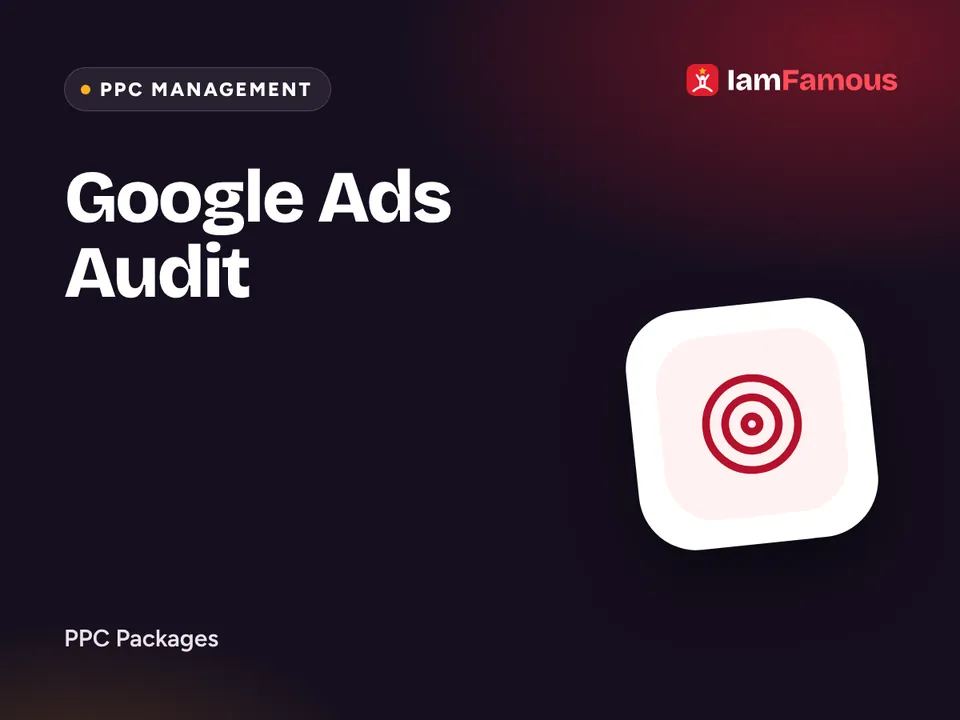 PPC MANAGEMENT
IamFamous
Google Ads
Audit
PPC Packages